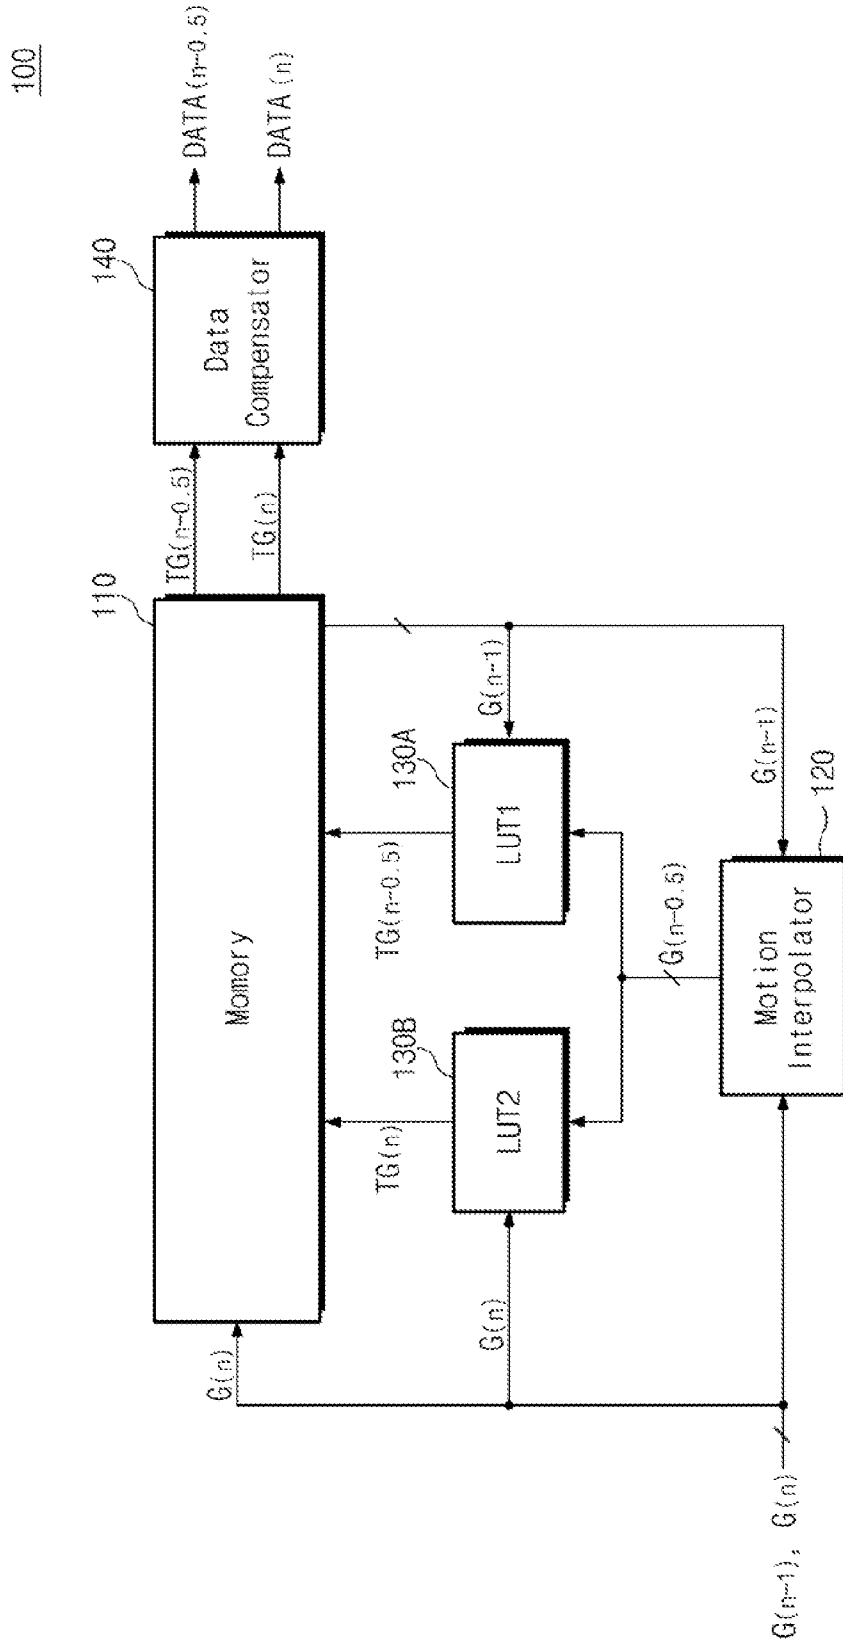 100
110
Momory
TG(n-0.5)
TG(n)
140
Data
Compensator
DATA(n-0.5)
DATA(n)
G(n)
TG(n)
TG(n-0.5)
130B
LUT2
130A
LUT1
G(n)
G(n-1)
G(n-0.5)
G(n-1)
Motion
Interpolator
120
G(n-1), G(n)